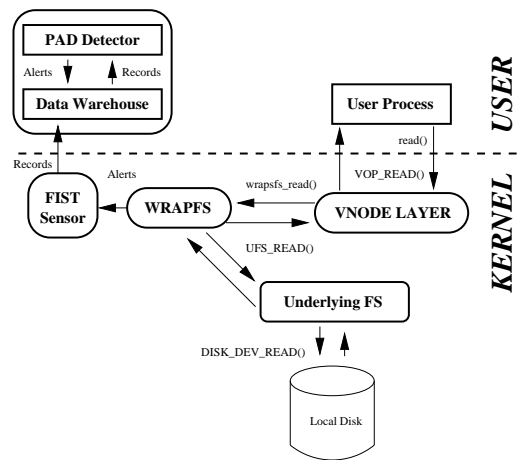 PAD Detector
Alerts
Records
Data Warehouse
User Process
USER
read()
Records
Alerts
VOP_READ()
wrapsfs_read()
FIST
Sensor
WRAPFS
VNODE LAYER
KERNEL
UFS_READ()
Underlying FS
DISK_DEV_READ()
Local Disk